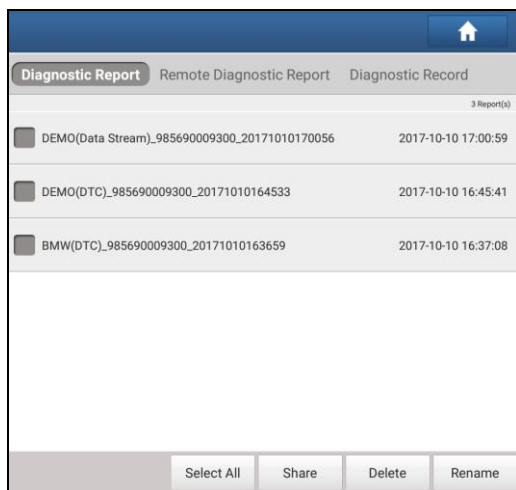 Diagnostic Report Remote Diagnostic Report Diagnostic Record
3 Report(s)
DEMO(Data Stream)_985690009300_20171010170056 2017-10-10 17:00:59
DEMO(DTC)_985690009300_20171010164533 2017-10-10 16:45:41
BMW(DTC)_985690009300_20171010163659 2017-10-10 16:37:08
Select All Share Delete Rename